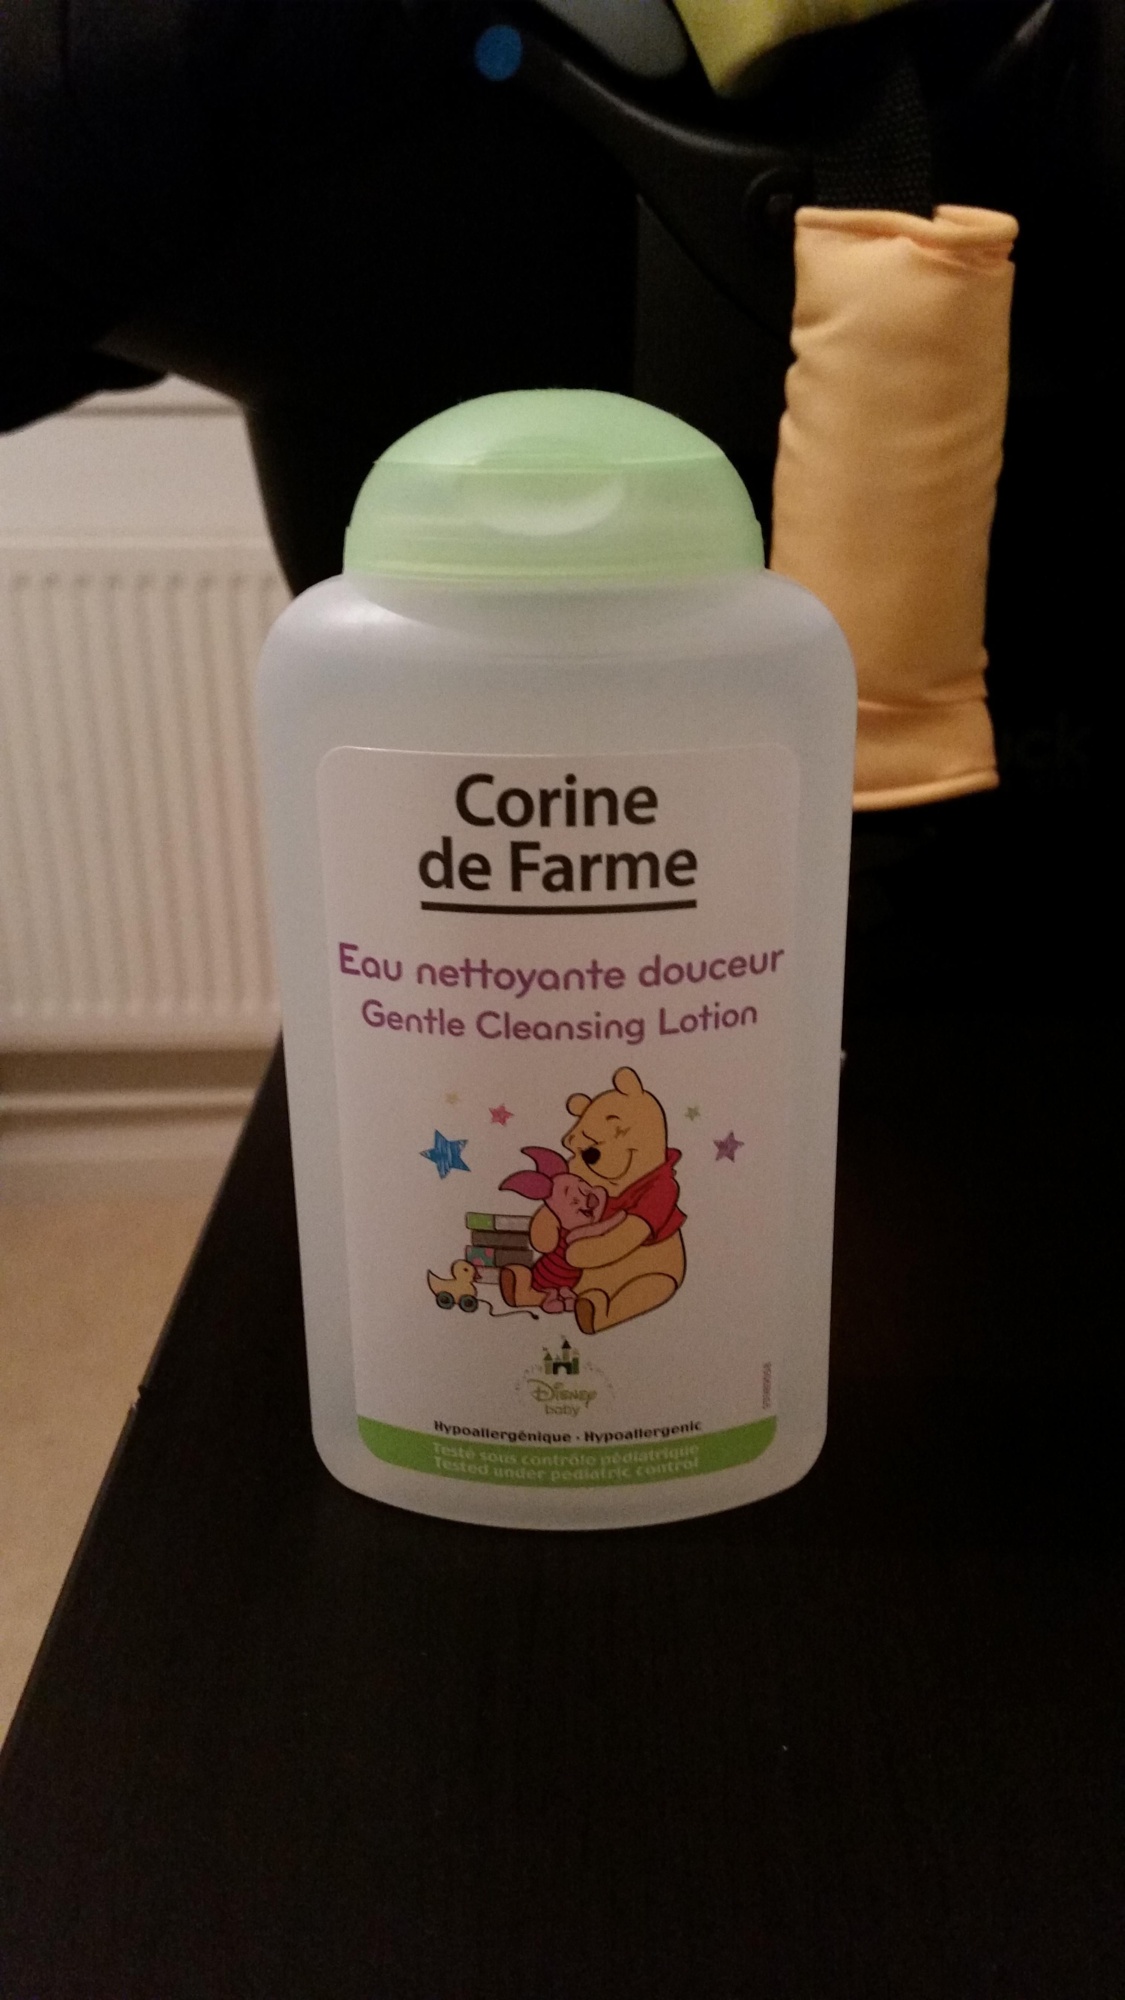 Corine
de Farme
Eau nettoyante douceur
Gentle Cleansing Lotion
Disney
baby
Hypoallergénique · Hypoallergenic
Testé sous contrôle pédiatrique
Tested under pediatric control